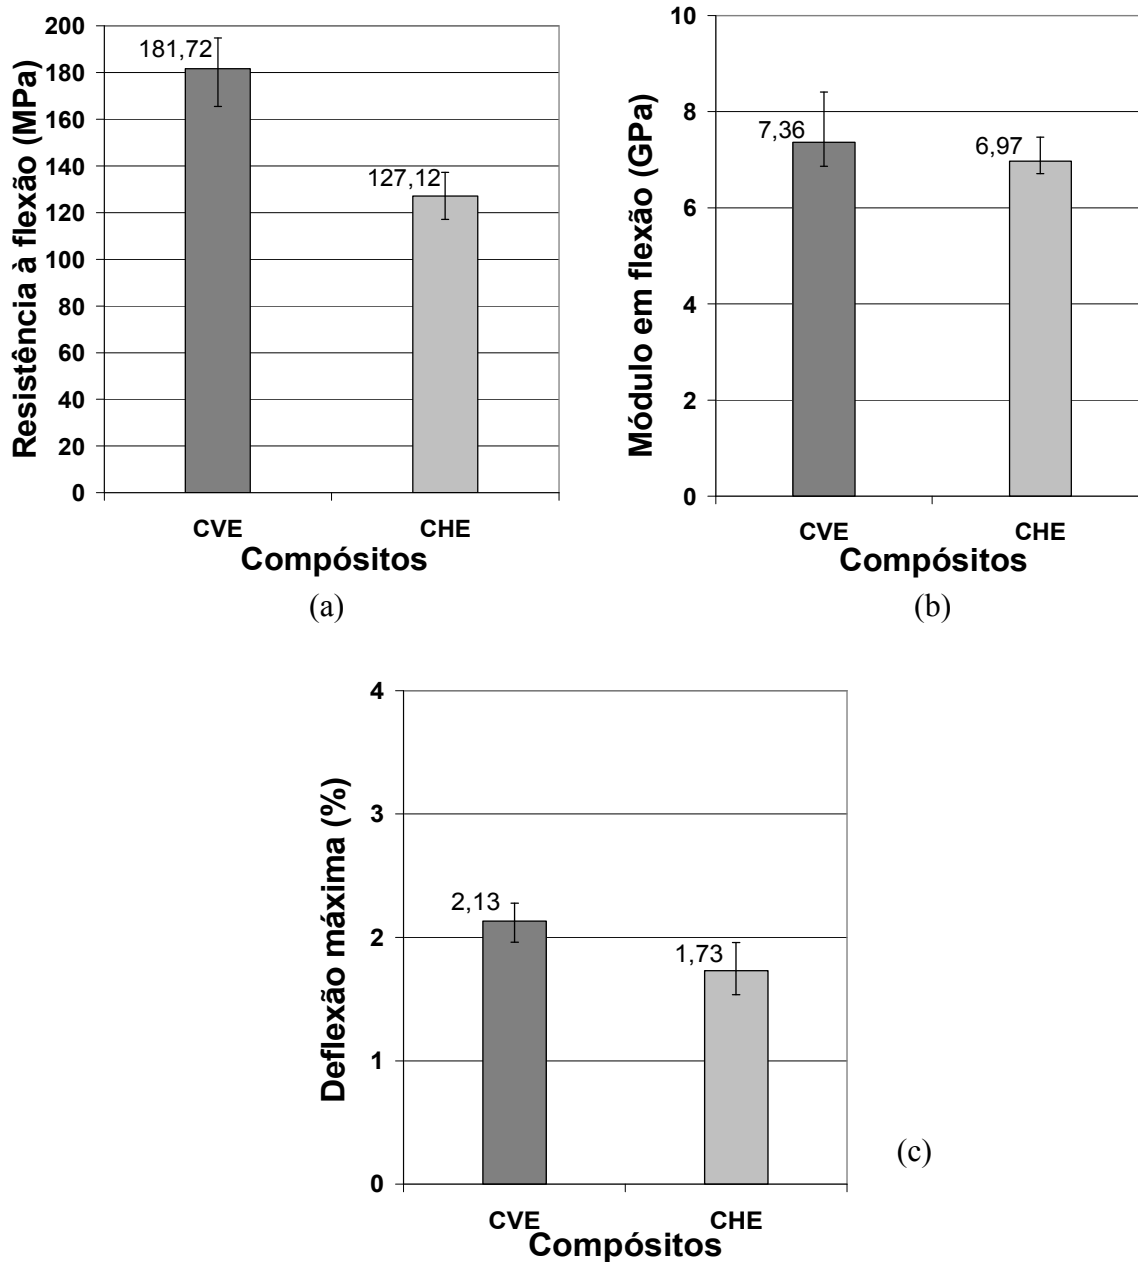 Resistência à flexão (MPa)
200
180
160
140
120
100
80
60
40
20
0
181,72
127,12
CVE CHE
Compósitos
(a)
Módulo em flexão (GPa)
10
8
6
4
2
0
7,36
6,97
CVE CHE
Compósitos
(b)
Deflexão máxima (%)
4
3
2
1
0
2,13
1,73
CVE CHE
Compósitos
(c)